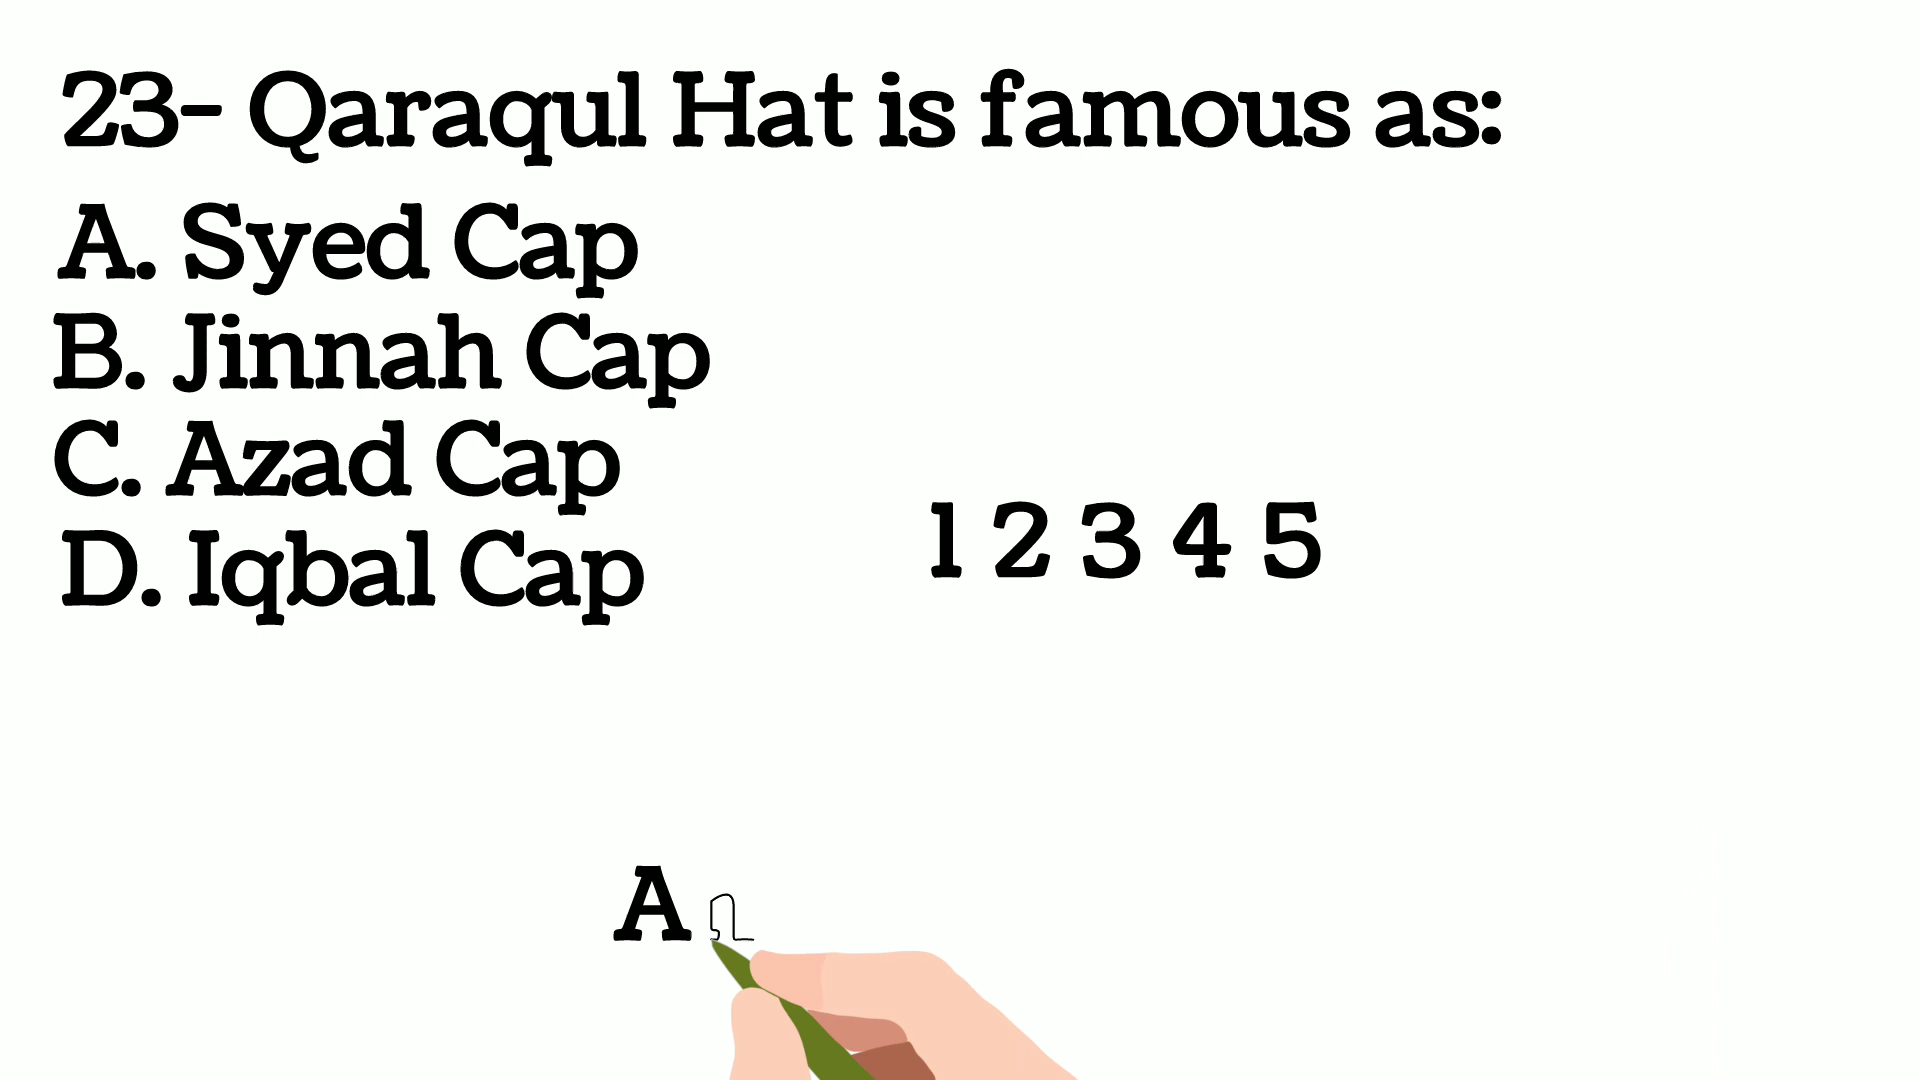 23- Qaraqul Hat is famous as:
A. Syed Cap
B. Jinnah Cap
C. Azad Cap
D. Iqbal Cap
1 2 3 4 5
A